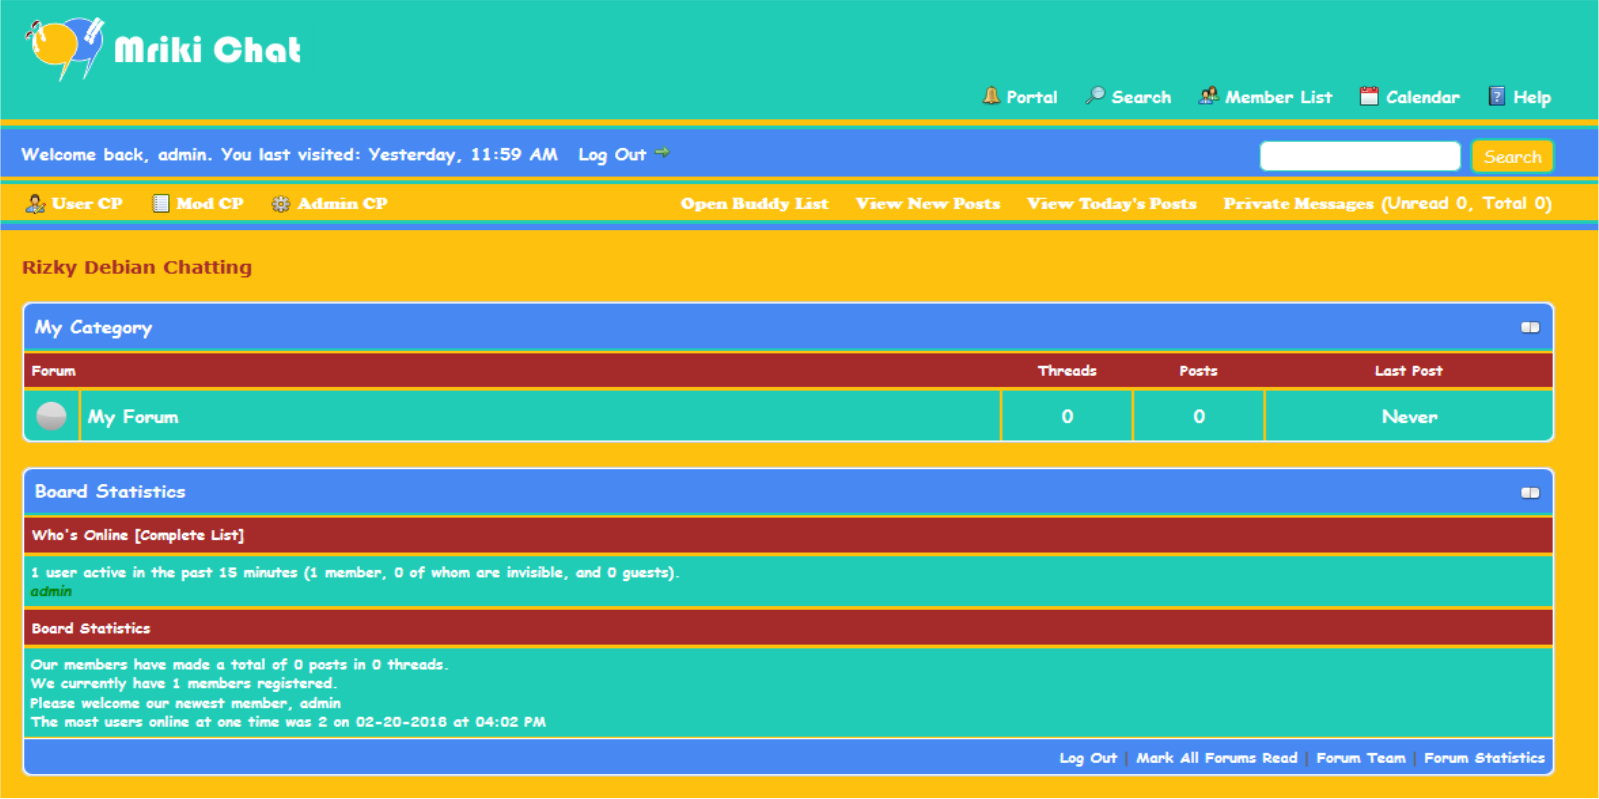 Mriki Chat
Portal Search Member List Calendar Help
Welcome back, admin. You last visited: Yesterday, 11:59 AM Log Out
Search
User CP Mod CP Admin CP Open Buddy List View New Posts View Today's Posts Private Messages (Unread 0, Total 0)
Rizky Debian Chatting
My Category
Forum Threads Posts Last Post
My Forum 0 0 Never
Board Statistics
Who's Online [Complete List]
1 user active in the past 15 minutes (1 member, 0 of whom are invisible, and 0 guests).
admin
Board Statistics
Our members have made a total of 0 posts in 0 threads.
We currently have 1 members registered.
Please welcome our newest member, admin
The most users online at one time was 2 on 02-20-2018 at 04:02 PM
Log Out | Mark All Forums Read | Forum Team | Forum Statistics